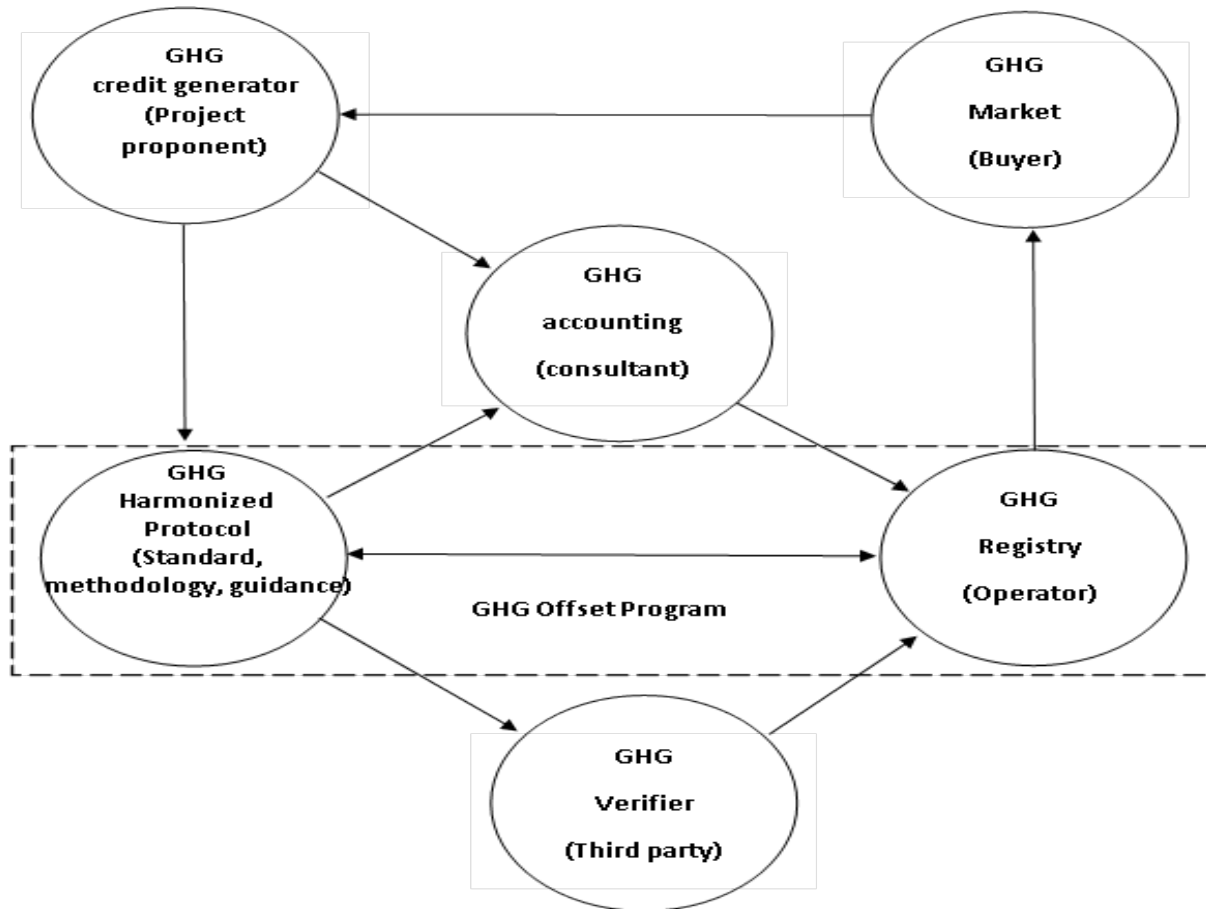 GHG
credit generator
(Project
proponent)
GHG
Market
(Buyer)
GHG
accounting
(consultant)
GHG
Harmonized
Protocol
(Standard,
methodology, guidance)
GHG
Registry
(Operator)
GHG Offset Program
GHG
Verifier
(Third party)